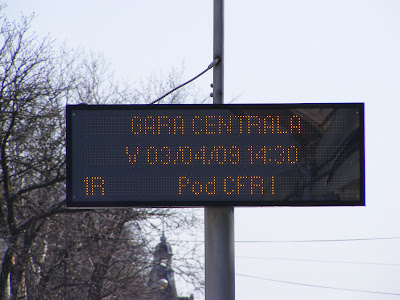 GARA CENTRALA
V 03/04/09 14:30
1R Pod CFR I